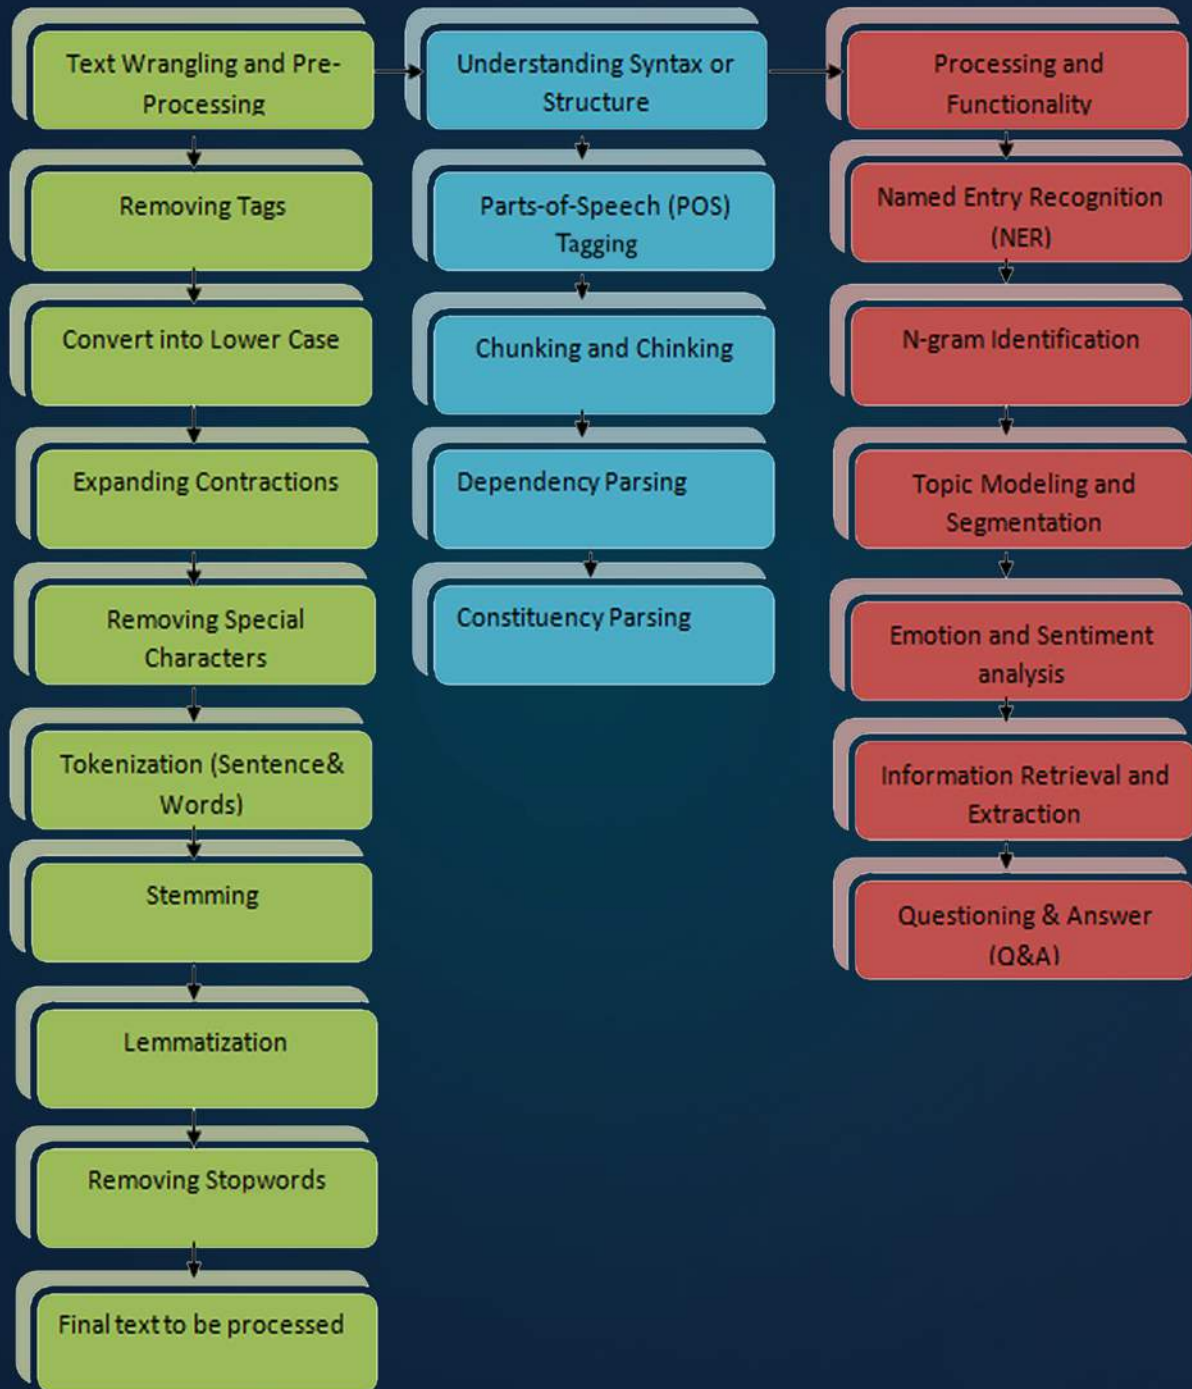 Text Wrangling and Pre-
Processing
Removing Tags
Convert into Lower Case
Expanding Contractions
Removing Special
Characters
Tokenization (Sentence&
Words)
Stemming
Lemmatization
Removing Stopwords
Final text to be processed
Understanding Syntax or
Structure
Parts-of-Speech (POS)
Tagging
Chunking and Chinking
Dependency Parsing
Constituency Parsing
Processing and
Functionality
Named Entry Recognition
(NER)
N-gram Identification
Topic Modeling and
Segmentation
Emotion and Sentiment
analysis
Information Retrieval and
Extraction
Questioning & Answer
(Q&A)